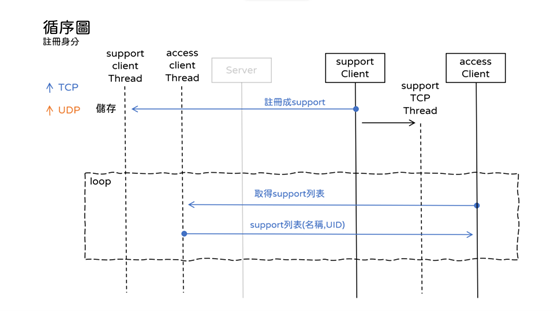 循序圖
註冊身分
support
client
Thread
access
client
Thread
Server
support
Client
access
Client
support
TCP
Thread
TCP
UDP
儲存
註冊成support
loop
取得support列表
support列表(名稱,UID)